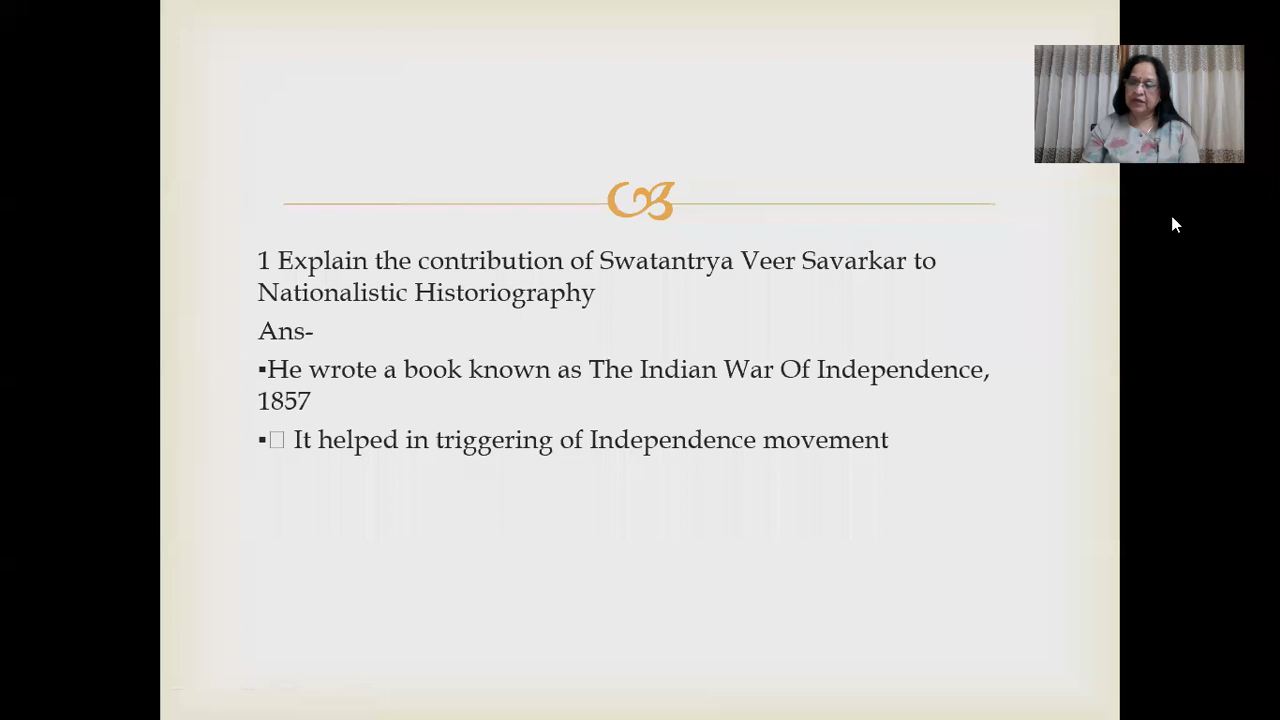 1 Explain the contribution of Swatantrya Veer Savarkar to
Nationalistic Historiography
Ans-
▪He wrote a book known as The Indian War Of Independence,
1857
▪□ It helped in triggering of Independence movement